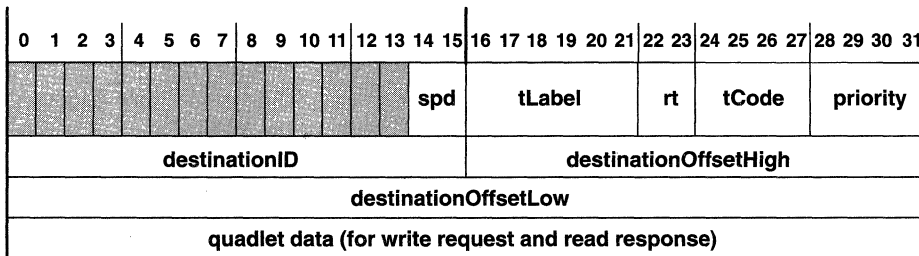 0 1 2 3 4 5 6 7 8 9 10 11 12 13 14 15 16 17 18 19 20 21 22 23 24 25 26 27 28 29 30 31
spd tLabel rt tCode priority
destinationID destinationOffsetHigh
destinationOffsetLow
quadlet data (for write request and read response)